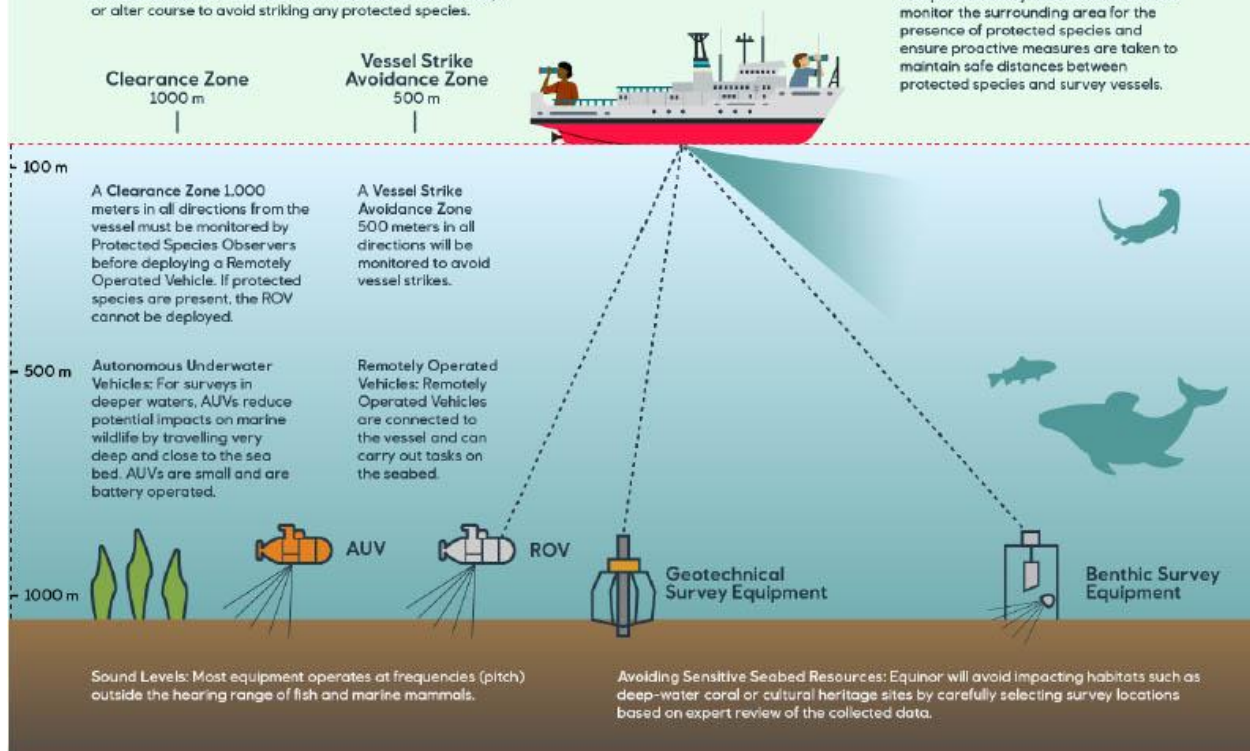 or alter course to avoid striking any protected species.
monitor the surrounding area for the
presence of protected species and
ensure proactive measures are taken to
maintain safe distances between
protected species and survey vessels.
Clearance Zone
1000 m
Vessel Strike
Avoidance Zone
500 m
100 m
A Clearance Zone 1,000
meters in all directions from the
vessel must be monitored by
Protected Species Observers
before deploying a Remotely
Operated Vehicle. If protected
species are present, the ROV
cannot be deployed.
A Vessel Strike
Avoidance Zone
500 meters in all
directions will be
monitored to avoid
vessel strikes.
500 m
Autonomous Underwater
Vehicles: For surveys in
deeper waters, AUVs reduce
potential impacts on marine
wildlife by travelling very
deep and close to the sea
bed. AUVs are small and are
battery operated.
Remotely Operated
Vehicles: Remotely
Operated Vehicles
are connected to
the vessel and can
carry out tasks on
the seabed.
AUV
ROV
Geotechnical
Survey Equipment
Benthic Survey
Equipment
1000 m
Sound Levels: Most equipment operates at frequencies (pitch)
outside the hearing range of fish and marine mammals.
Avoiding Sensitive Seabed Resources: Equinor will avoid impacting habitats such as
deep-water coral or cultural heritage sites by carefully selecting survey locations
based on expert review of the collected data.